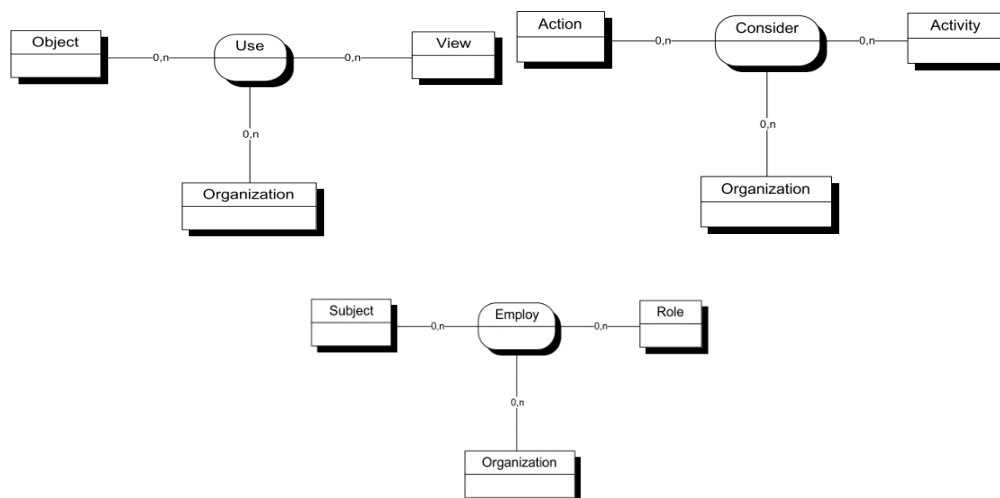 Object
Use
View
0,n
0,n
0,n
Organization
Action
Consider
Activity
0,n
0,n
0,n
Organization
Subject
Employ
Role
0,n
0,n
0,n
Organization